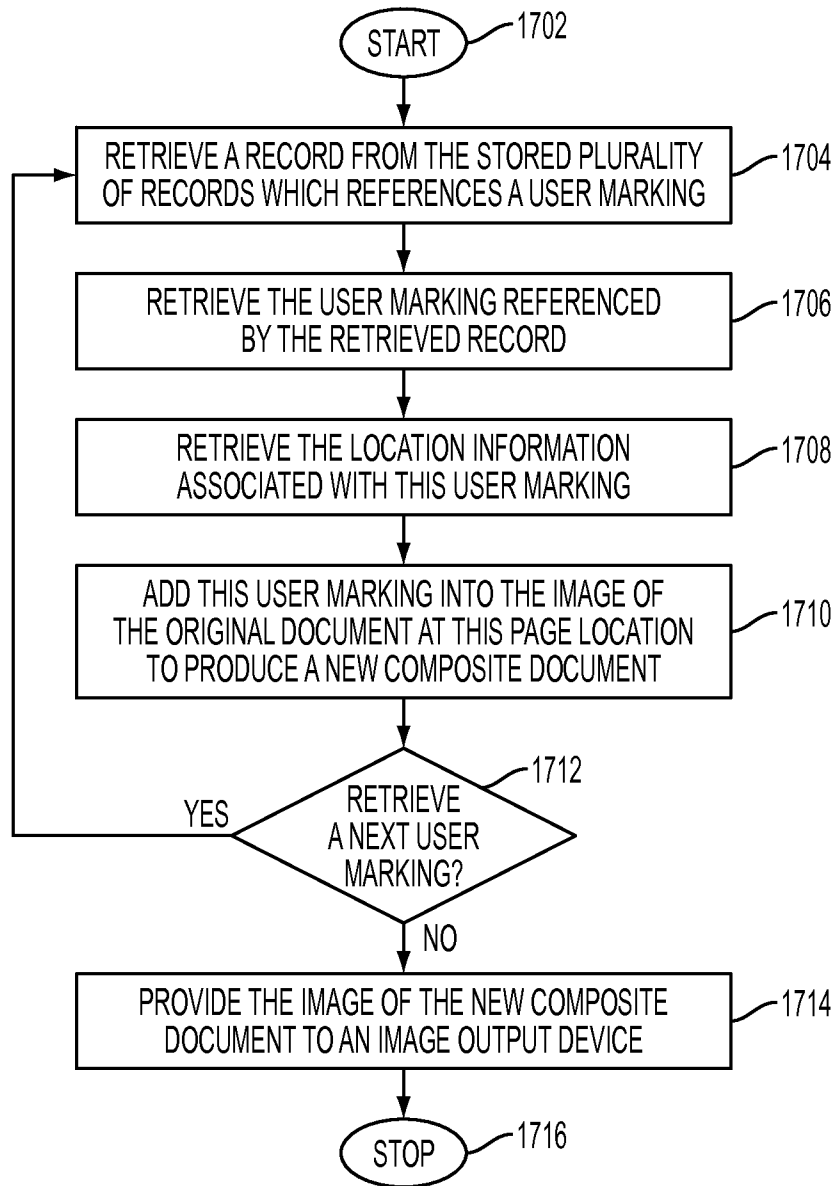 START
1702
RETRIEVE A RECORD FROM THE STORED PLURALITY
OF RECORDS WHICH REFERENCES A USER MARKING
1704
RETRIEVE THE USER MARKING REFERENCED
BY THE RETRIEVED RECORD
1706
RETRIEVE THE LOCATION INFORMATION
ASSOCIATED WITH THIS USER MARKING
1708
ADD THIS USER MARKING INTO THE IMAGE OF
THE ORIGINAL DOCUMENT AT THIS PAGE LOCATION
TO PRODUCE A NEW COMPOSITE DOCUMENT
1710
1712
YES
RETRIEVE
A NEXT USER
MARKING?
NO
PROVIDE THE IMAGE OF THE NEW COMPOSITE
DOCUMENT TO AN IMAGE OUTPUT DEVICE
1714
STOP
1716